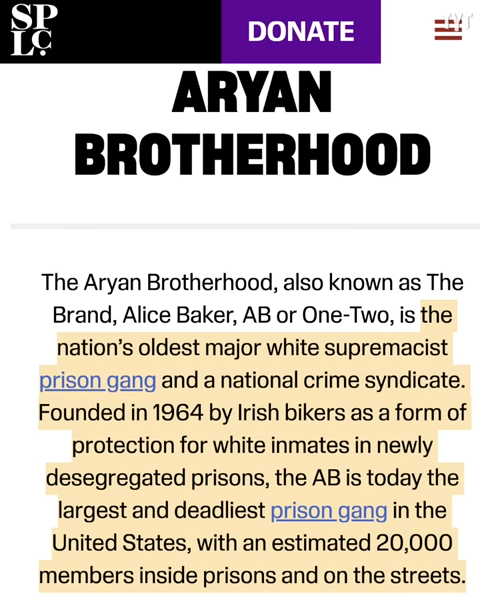 SP
LC.
DONATE
TYT
ARYAN
BROTHERHOOD
The Aryan Brotherhood, also known as The
Brand, Alice Baker, AB or One-Two, is the
nation's oldest major white supremacist
prison gang and a national crime syndicate.
Founded in 1964 by Irish bikers as a form of
protection for white inmates in newly
desegregated prisons, the AB is today the
largest and deadliest prison gang in the
United States, with an estimated 20,000
members inside prisons and on the streets.